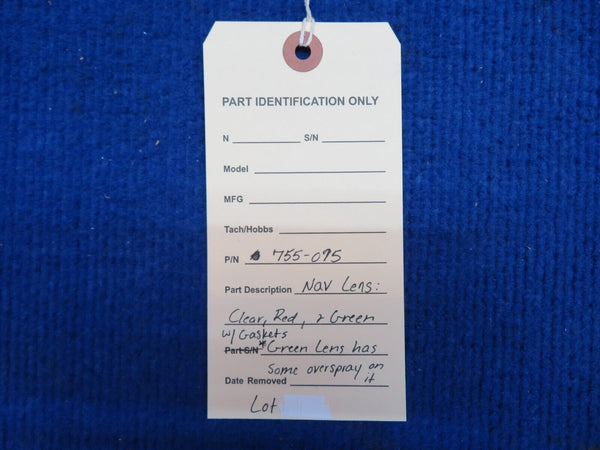 PART IDENTIFICATION ONLY
N S/N
Model
MFG
Tach/Hobbs
P/N 755-095
Part Description Nav Lens:
Clear, Red, 2 Green
w/ Gaskets
Part S/N *Green Lens has
Some overspray on
Date Removed it
Lot